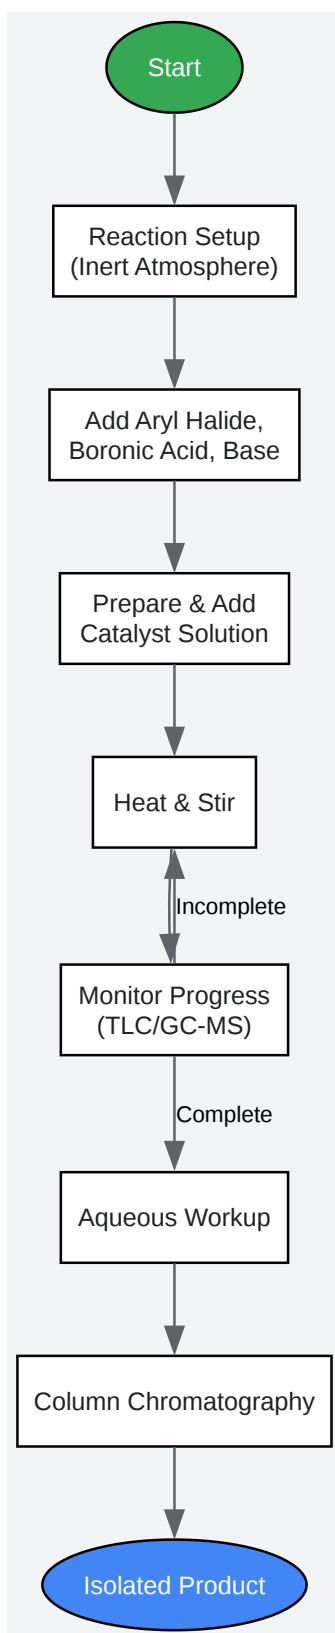 Start
Reaction Setup
(Inert Atmosphere)
Add Aryl Halide,
Boronic Acid, Base
Prepare & Add
Catalyst Solution
Heat & Stir
Incomplete
Monitor Progress
(TLC/GC-MS)
Complete
Aqueous Workup
Column Chromatography
Isolated Product